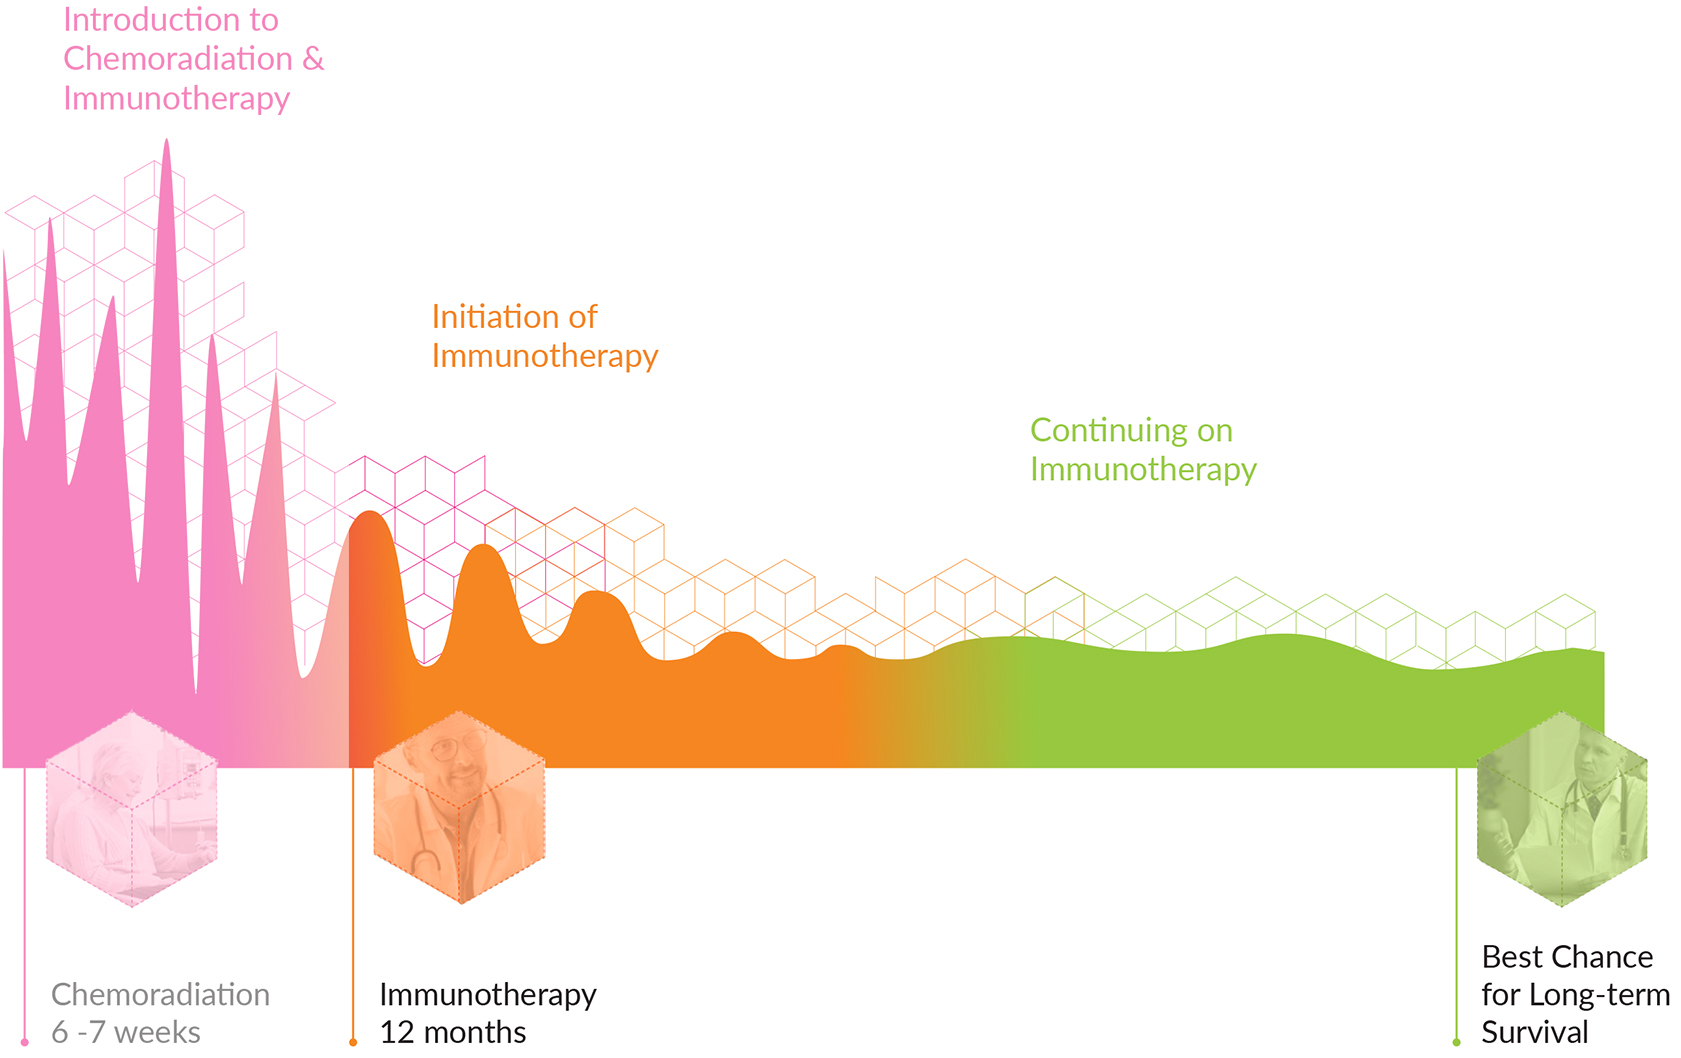 Introduction to
Chemoradiation &
Immunotherapy
Initiation of
Immunotherapy
Continuing on
Immunotherapy
Chemoradiation
6 -7 weeks
Immunotherapy
12 months
Best Chance
for Long-term
Survival